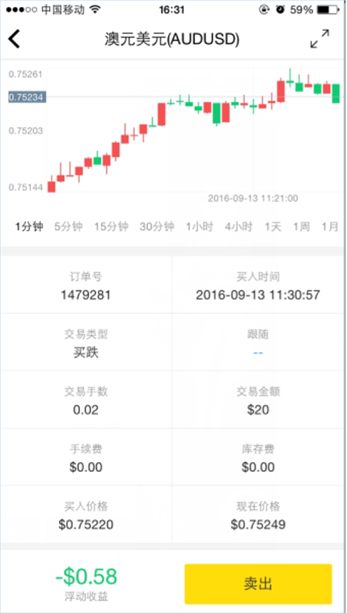 中国移动 16:31 59%
澳元美元(AUDUSD)
0.75261
0.75234
0.75203
0.75144
2016-09-13 11:21:00
1分钟 5分钟 15分钟 30分钟 1小时 4小时 1天 1周 1月
订单号 买入时间
1479281 2016-09-13 11:30:57
交易类型 跟随
买跌 --
交易手数 交易金额
0.02 $20
手续费 库存费
$0.00 $0.00
买入价格 现在价格
$0.75220 $0.75249
-$0.58
浮动收益
卖出